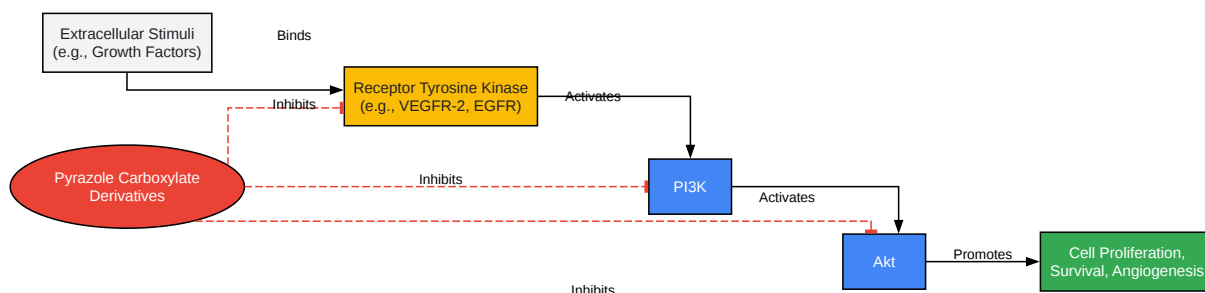 Extracellular Stimuli
(e.g., Growth Factors)
Binds
Receptor Tyrosine Kinase
(e.g., VEGFR-2, EGFR)
Activates
Inhibits
Pyrazole Carboxylate
Derivatives
Inhibits
PI3K
Activates
Akt
Promotes
Cell Proliferation,
Survival, Angiogenesis
Inhibits